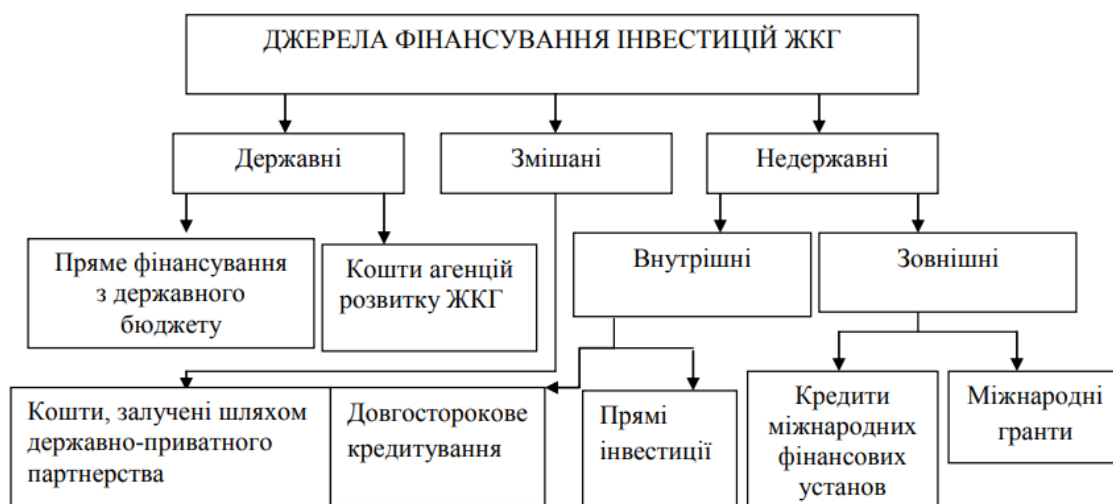 ДЖЕРЕЛА ФІНАНСУВАННЯ ІНВЕСТИЦІЙ ЖКГ
Державні
Змішані
Недержавні
Пряме фінансування
з державного
бюджету
Кошти агенцій
розвитку ЖКГ
Внутрішні
Зовнішні
Кошти, залучені шляхом
державно-приватного
партнерства
Довгосторокове
кредитування
Прямі
інвестиції
Кредити
міжнародних
фінансових
установ
Міжнародні
гранти